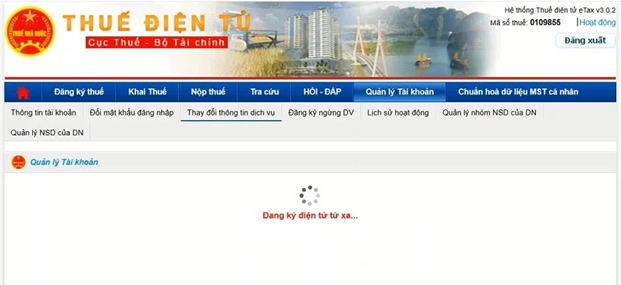 THUẾ NHÀ NƯỚC
THUẾ ĐIỆN TỬ
Cục Thuế - Bộ Tài chính
Hệ thống Thuế điện tử eTax v3.0.2
Mã số thuế: 0109855 | Hoạt động
Đăng xuất
Đăng ký thuế Khai Thuế Nộp thuế Tra cứu HỎI - ĐÁP Quản lý Tài khoản Chuẩn hoá dữ liệu MST cá nhân
Thông tin tài khoản Đổi mật khẩu đăng nhập Thay đổi thông tin dịch vụ Đăng ký ngừng DV Lịch sử hoạt động Quản lý nhóm NSD của DN
Quản lý NSD của DN
Quản lý Tài khoản
Đang ký điện tử từ xa...